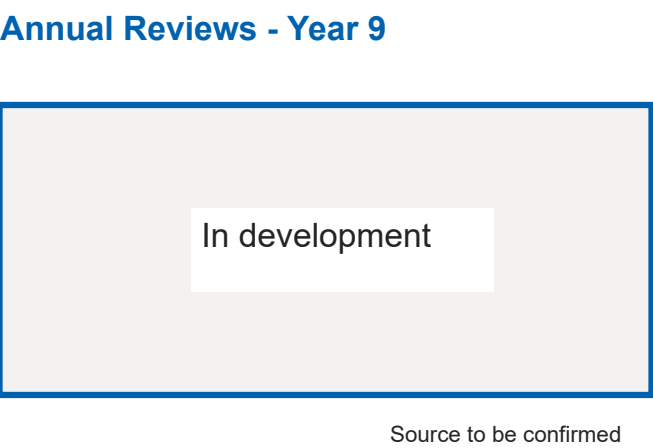 Annual Reviews - Year 9
In development
Source to be confirmed